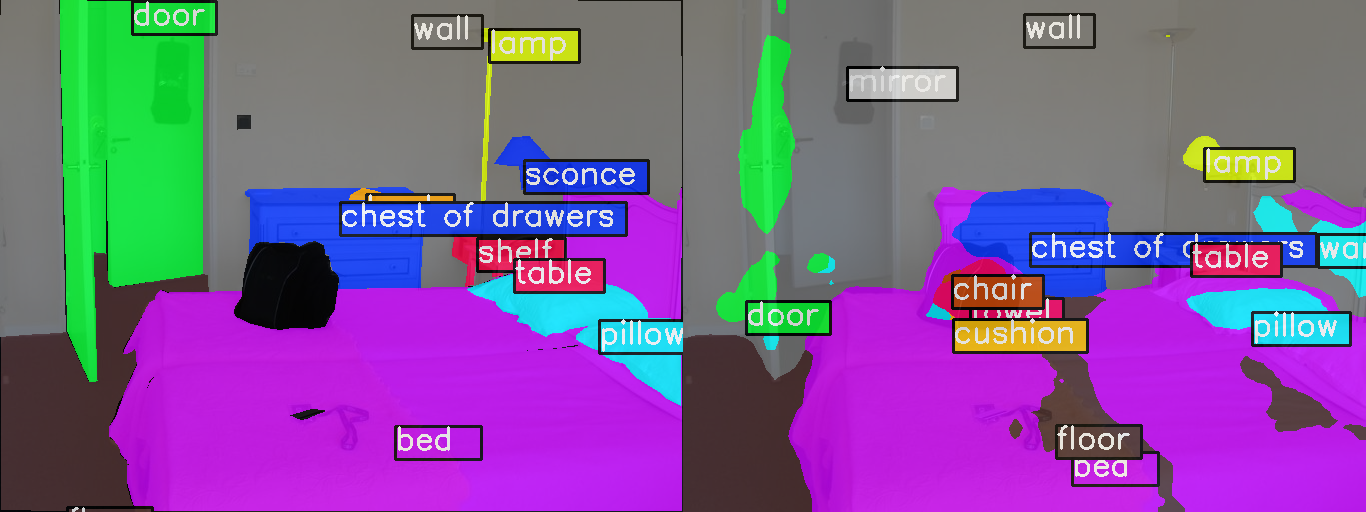 door
wall
lamp
sconce
chest of drawers
shelf
table
pillow
bed
wall
mirror
lamp
chest of drawers
table
chair
towel
cushion
door
pillow
floor
bed